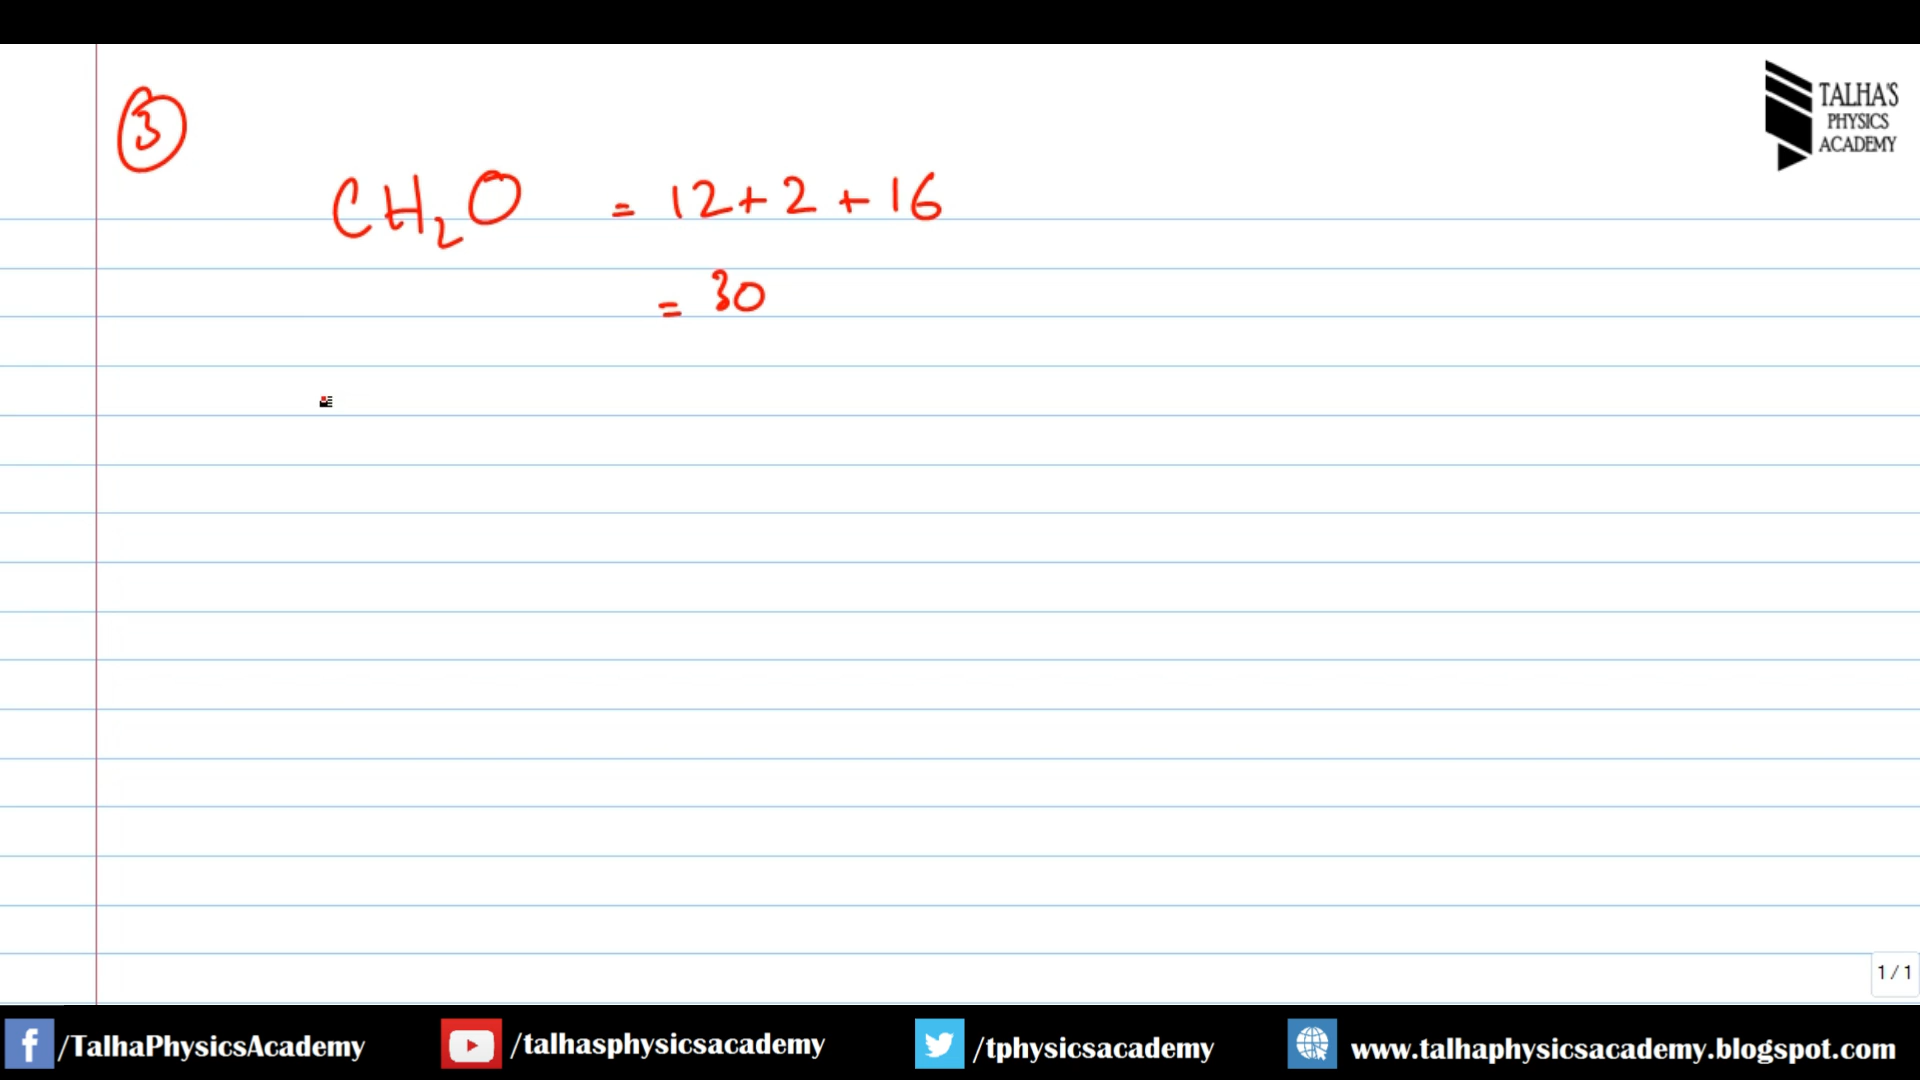 3
TALHA'S
PHYSICS
ACADEMY
CH₂O = 12 + 2 + 16
= 30
1 / 1
/TalhaPhysicsAcademy /talhasphysicsacademy /tphysicsacademy www.talhaphysicsacademy.blogspot.com